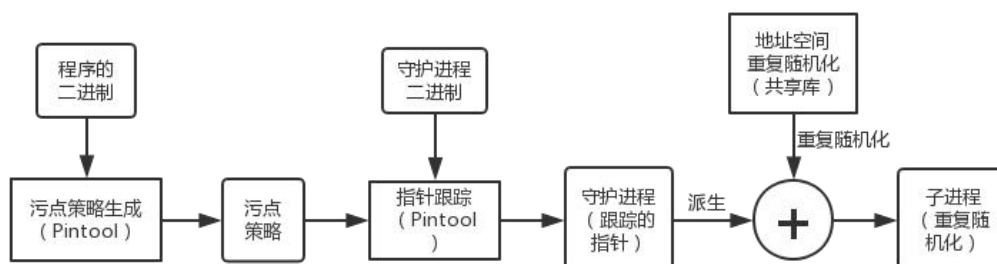 程序的
二进制
守护进程
二进制
地址空间
重复随机化
（共享库）
重复随机化
污点策略生成
（Pintool）
污点
策略
指针跟踪
（Pintool
）
守护进程
（跟踪的
指针）
派生
+
子进程
（重复随
机化）